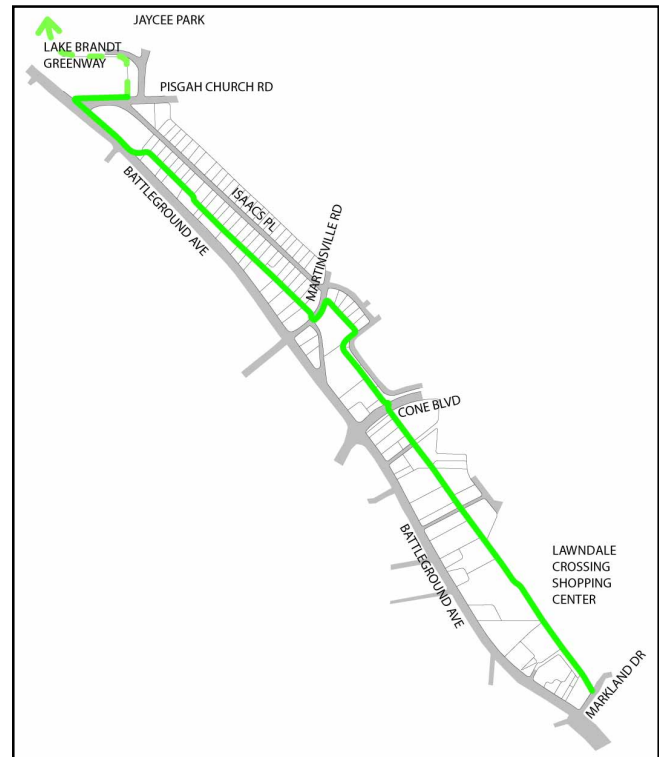 JAYCEE PARK
LAKE BRANDT
GREENWAY
PISGAH CHURCH RD
ISAACS PL
BATTLEGROUND AVE
MARTINSVILLE RD
CONE BLVD
BATTLEGROUND AVE
LAWNDALE
CROSSING
SHOPPING
CENTER
MARKLAND DR